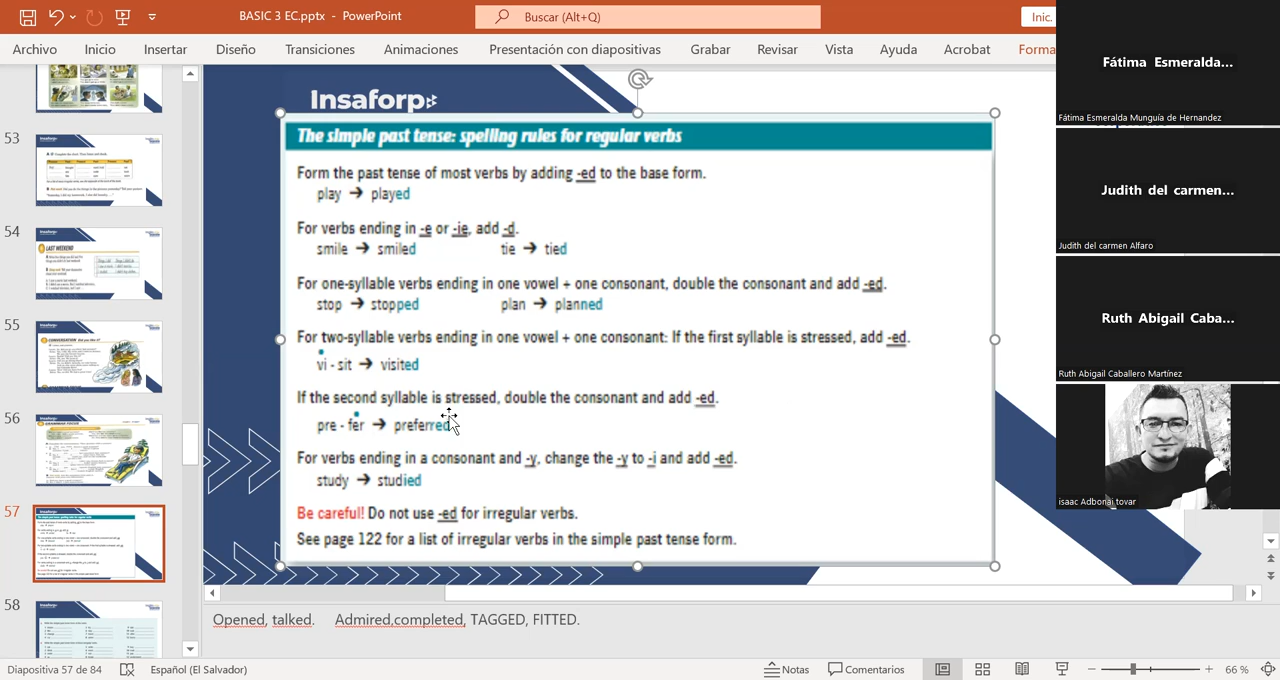 BASIC 3 EC.pptx - PowerPoint
Buscar (Alt+Q)
Inic.
Archivo Inicio Insertar Diseño Transiciones Animaciones Presentación con diapositivas Grabar Revisar Vista Ayuda Acrobat Forma
53
54
LAST WEEKEND
55
56
57
58
Insaforp
The simple past tense: spelling rules for regular verbs
Form the past tense of most verbs by adding -ed to the base form.
play → played
For verbs ending in -e or -ie, add -d.
smile → smiled tie → tied
For one-syllable verbs ending in one vowel + one consonant, double the consonant and add -ed.
stop → stopped plan → planned
For two-syllable verbs ending in one vowel + one consonant: If the first syllable is stressed, add -ed.
vi - sit → visited
If the second syllable is stressed, double the consonant and add -ed.
pre - fer → preferred
For verbs ending in a consonant and -y, change the -y to -i and add -ed.
study → studied
Be careful! Do not use -ed for irregular verbs.
See page 122 for a list of irregular verbs in the simple past tense form.
Opened, talked. Admired,completed, TAGGED, FITTED.
Fátima Esmeralda...
Fátima Esmeralda Munguía de Hernandez
Judith del carmen...
Judith del carmen Alfaro
Ruth Abigail Caba...
Ruth Abigail Caballero Martínez
isaac Adbonai tovar
Diapositiva 57 de 84 Español (El Salvador) Notas Comentarios 66 %